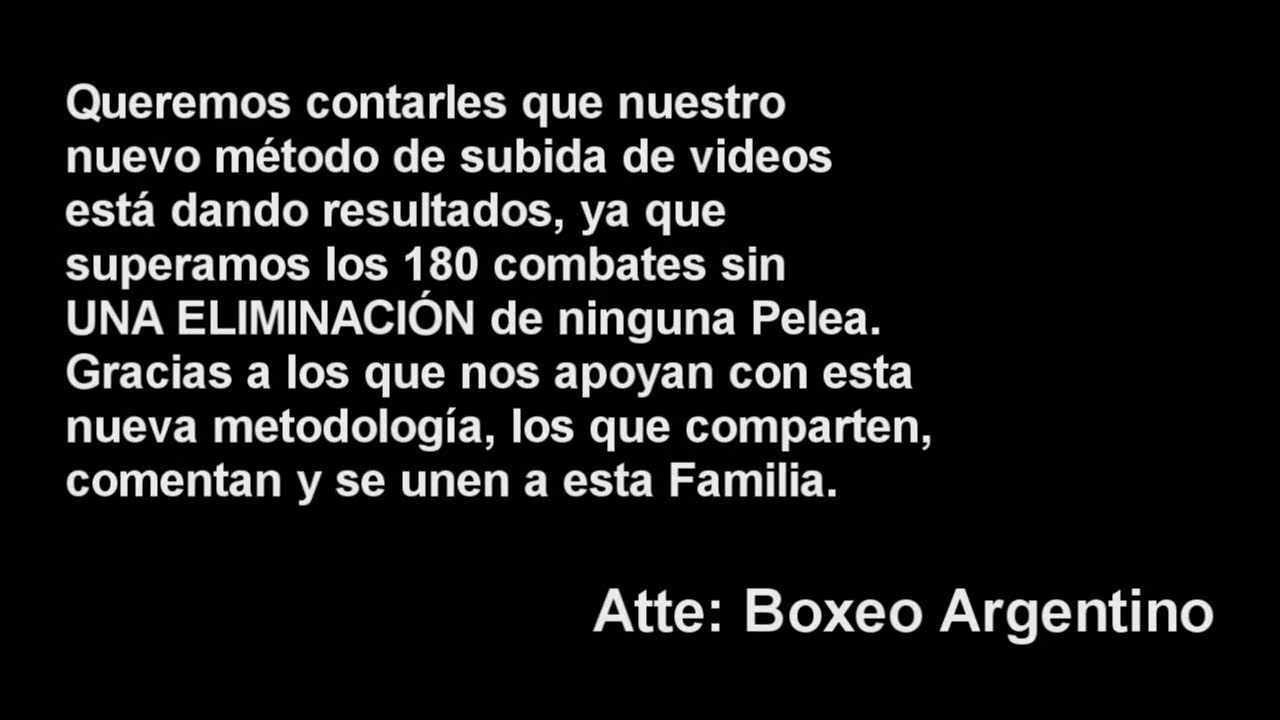 Queremos contarles que nuestro
nuevo método de subida de videos
está dando resultados, ya que
superamos los 180 combates sin
UNA ELIMINACIÓN de ninguna Pelea.
Gracias a los que nos apoyan con esta
nueva metodología, los que comparten,
comentan y se unen a esta Familia.
Atte: Boxeo Argentino